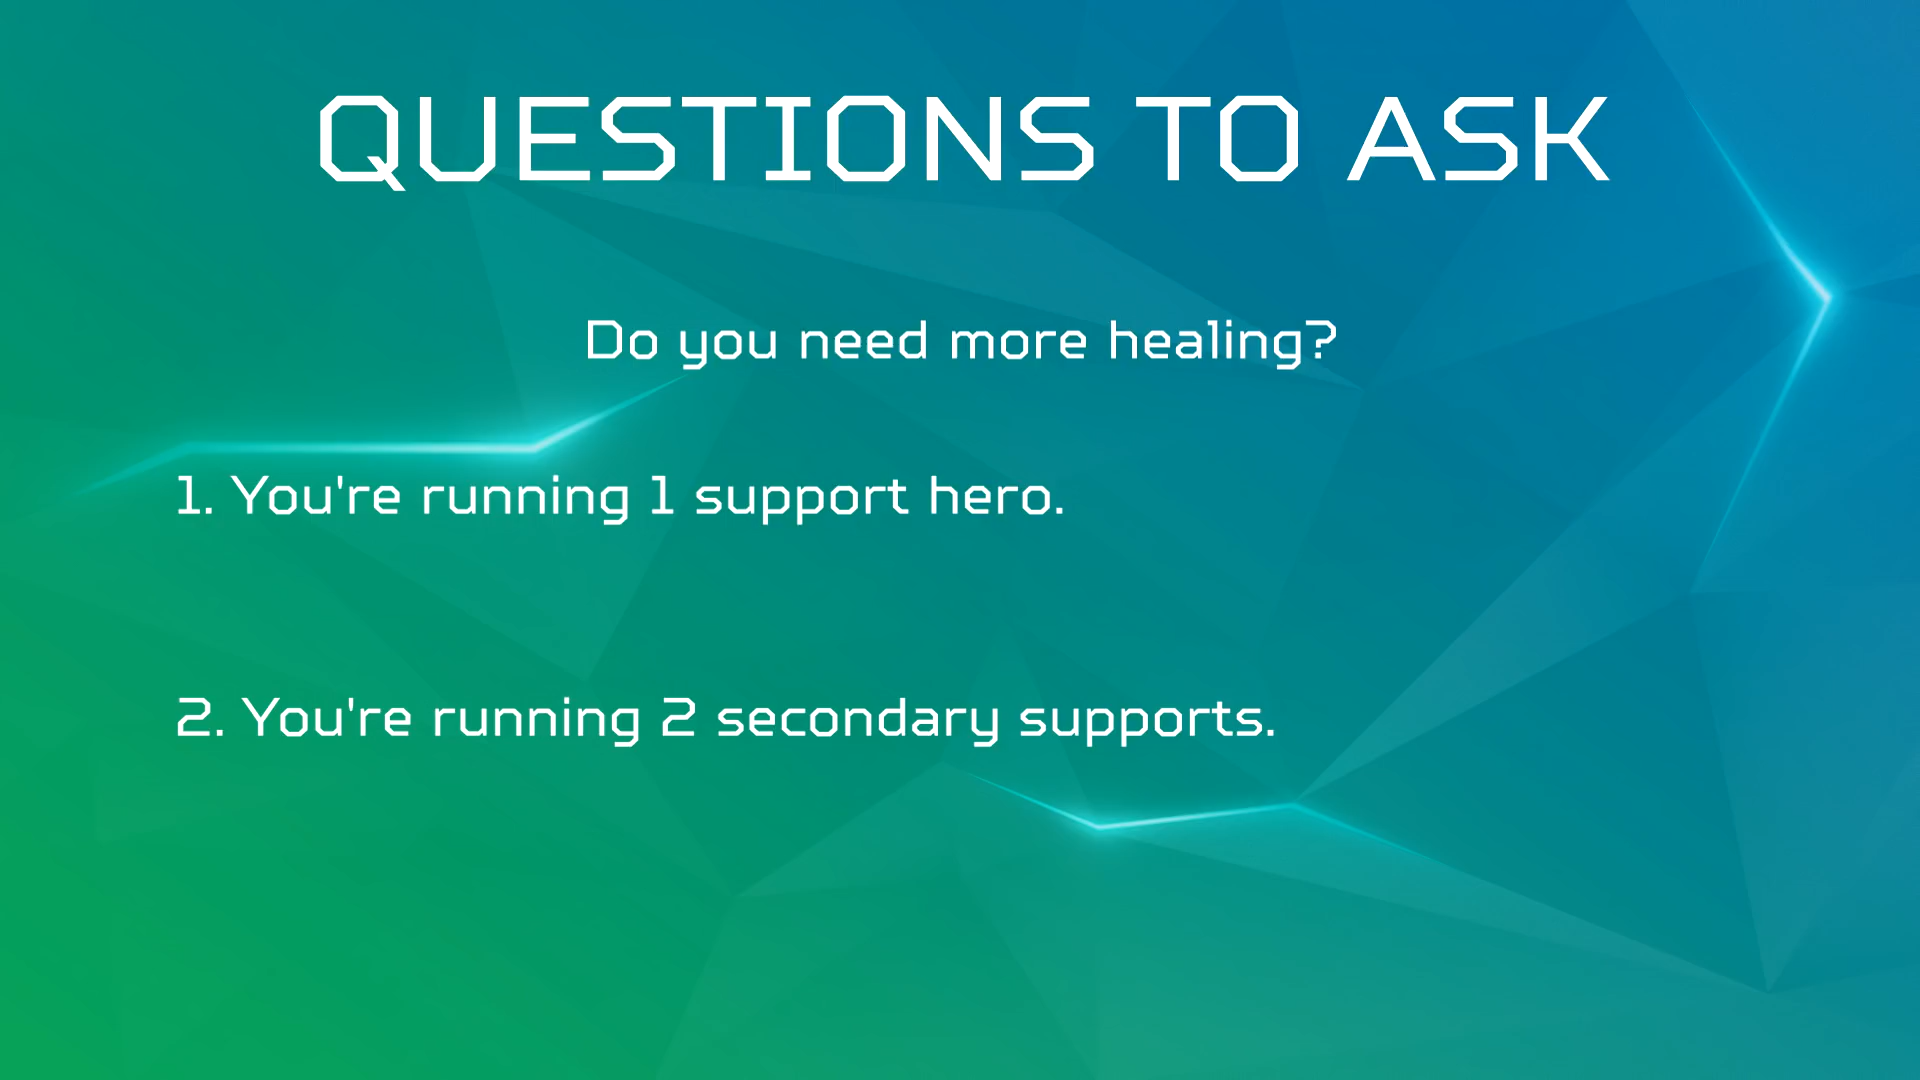 QUESTIONS TO ASK
Do you need more healing?
1. You're running 1 support hero.
2. You're running 2 secondary supports.